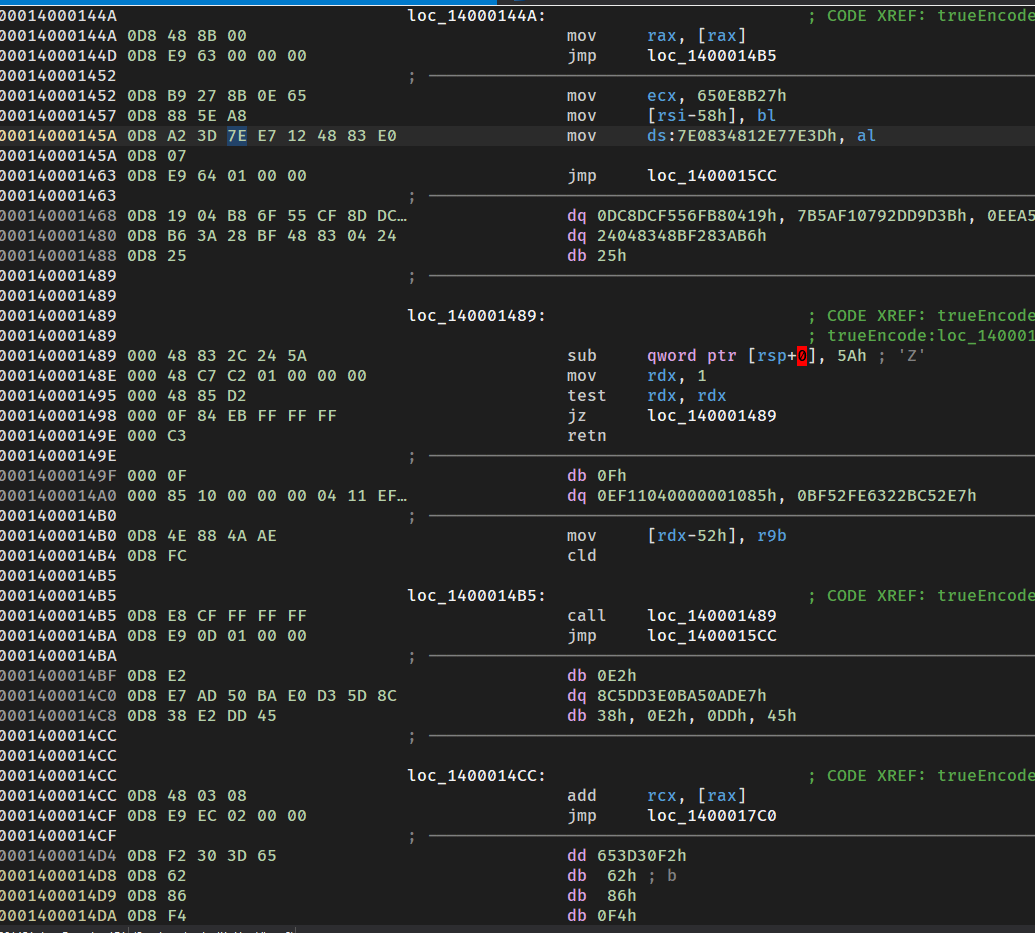 00014000144A loc_14000144A: ; CODE XREF: trueEncode
00014000144A 0D8 48 8B 00 mov rax, [rax]
00014000144D 0D8 E9 63 00 00 00 jmp loc_1400014B5
000140001452 ;
000140001452 0D8 B9 27 8B 0E 65 mov ecx, 650E8B27h
000140001457 0D8 88 5E A8 mov [rsi-58h], bl
00014000145A 0D8 A2 3D 7E E7 12 48 83 E0 mov ds:7E0834812E77E3Dh, al
00014000145A 0D8 07
000140001463 0D8 E9 64 01 00 00 jmp loc_1400015CC
000140001463 ;
000140001468 0D8 19 04 B8 6F 55 CF 8D DC… dq 0DC8DCF556FB80419h, 7B5AF10792DD9D3Bh, 0EEA5
000140001480 0D8 B6 3A 28 BF 48 83 04 24 dq 24048348BF283AB6h
000140001488 0D8 25 db 25h
000140001489 ;
000140001489
000140001489 loc_140001489: ; CODE XREF: trueEncode
000140001489 ; trueEncode:loc_140001
000140001489 000 48 83 2C 24 5A sub qword ptr [rsp+0], 5Ah ; 'Z'
00014000148E 000 48 C7 C2 01 00 00 00 mov rdx, 1
000140001495 000 48 85 D2 test rdx, rdx
000140001498 000 0F 84 EB FF FF FF jz loc_140001489
00014000149E 000 C3 retn
00014000149E ;
00014000149F 000 0F db 0Fh
0001400014A0 000 85 10 00 00 00 04 11 EF… dq 0EF11040000001085h, 0BF52FE6322BC52E7h
0001400014B0 ;
0001400014B0 0D8 4E 88 4A AE mov [rdx-52h], r9b
0001400014B4 0D8 FC cld
0001400014B5
0001400014B5 loc_1400014B5: ; CODE XREF: trueEncode
0001400014B5 0D8 E8 CF FF FF FF call loc_140001489
0001400014BA 0D8 E9 0D 01 00 00 jmp loc_1400015CC
0001400014BA ;
0001400014BF 0D8 E2 db 0E2h
0001400014C0 0D8 E7 AD 50 BA E0 D3 5D 8C dq 8C5DD3E0BA50ADE7h
0001400014C8 0D8 38 E2 DD 45 db 38h, 0E2h, 0DDh, 45h
0001400014CC ;
0001400014CC
0001400014CC loc_1400014CC: ; CODE XREF: trueEncode
0001400014CC 0D8 48 03 08 add rcx, [rax]
0001400014CF 0D8 E9 EC 02 00 00 jmp loc_1400017C0
0001400014CF ;
0001400014D4 0D8 F2 30 3D 65 dd 653D30F2h
0001400014D8 0D8 62 db 62h ; b
0001400014D9 0D8 86 db 86h
0001400014DA 0D8 F4 db 0F4h